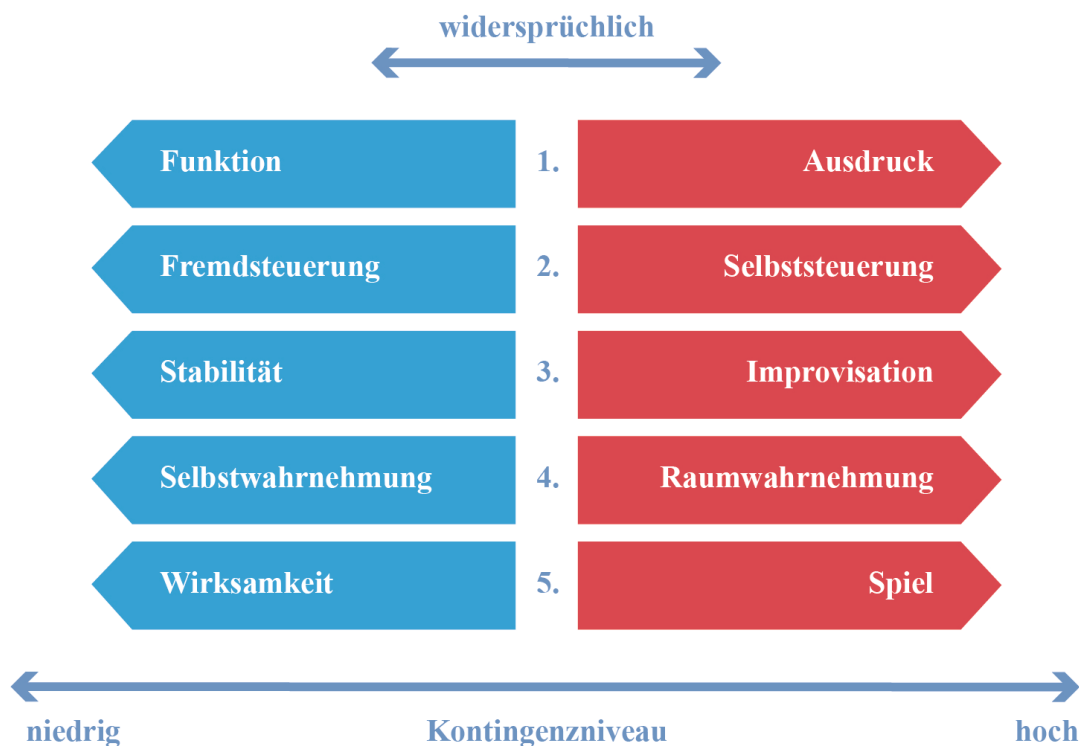 widersprüchlich
Funktion 1. Ausdruck
Fremdsteuerung 2. Selbststeuerung
Stabilität 3. Improvisation
Selbstwahrnehmung 4. Raumwahrnehmung
Wirksamkeit 5. Spiel
niedrig Kontingenzniveau hoch